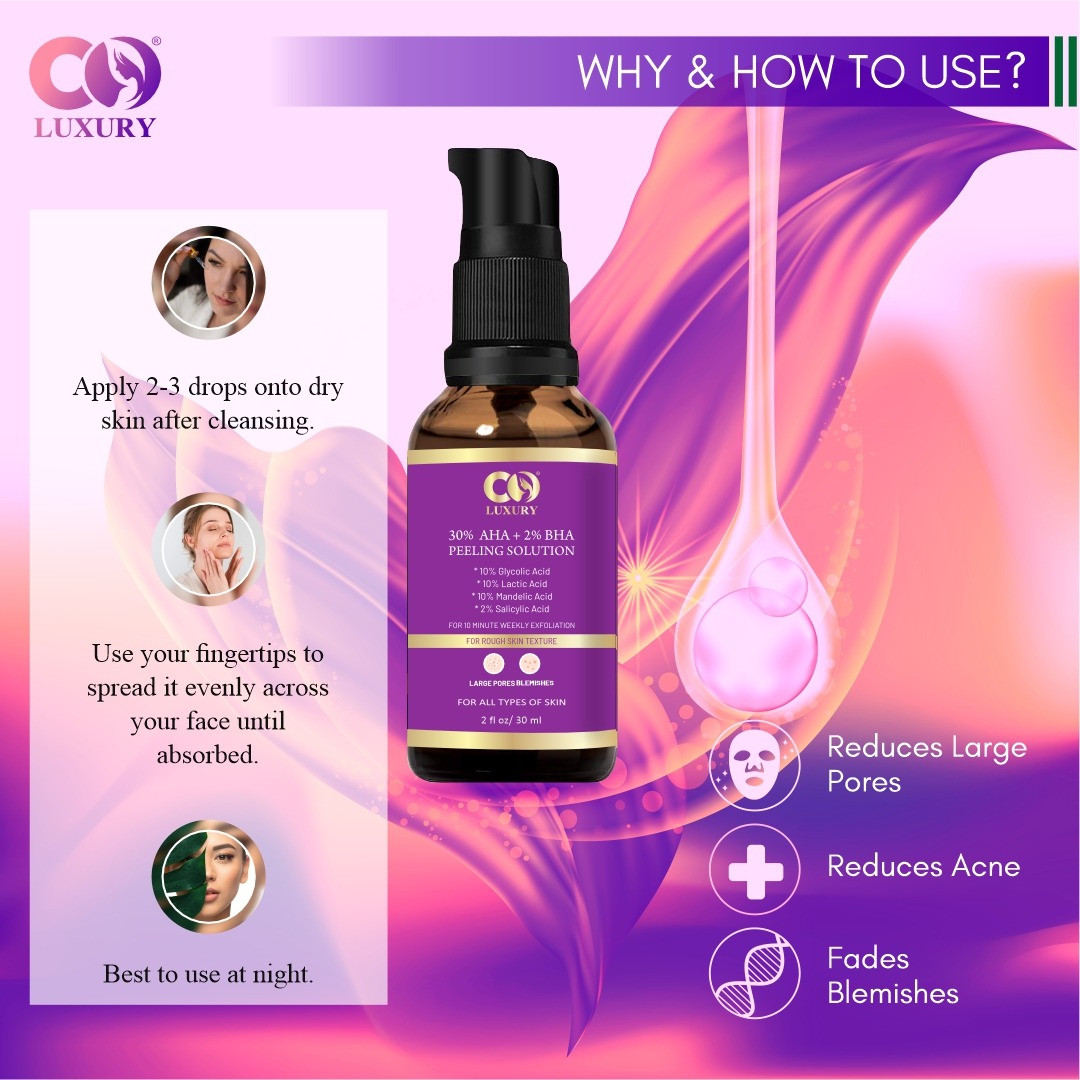 CO
®
LUXURY
WHY & HOW TO USE?
Apply 2-3 drops onto dry
skin after cleansing.
Use your fingertips to
spread it evenly across
your face until
absorbed.
Best to use at night.
CO
®
LUXURY
30% AHA + 2% BHA
PEELING SOLUTION
* 10% Glycolic Acid
* 10% Lactic Acid
* 10% Mandelic Acid
* 2% Salicylic Acid
FOR 10 MINUTE WEEKLY EXFOLIATION
FOR ROUGH SKIN TEXTURE
LARGE PORES BLEMISHES
FOR ALL TYPES OF SKIN
2 fl oz/ 30 ml
Reduces Large
Pores
Reduces Acne
Fades
Blemishes